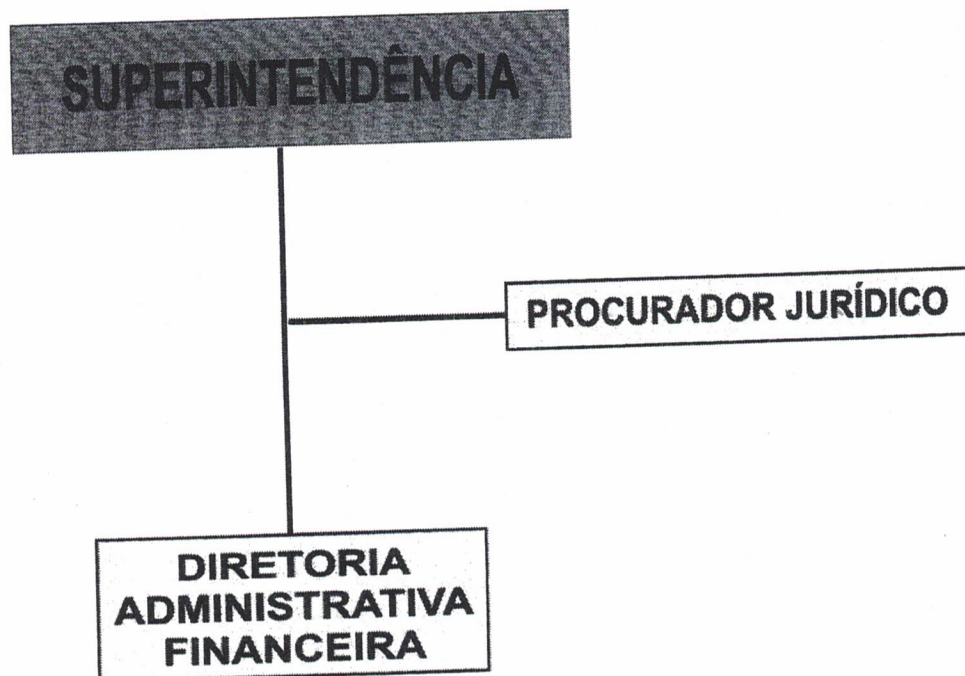 SUPERINTENDÊNCIA
PROCURADOR JURÍDICO
DIRETORIA
ADMINISTRATIVA
FINANCEIRA